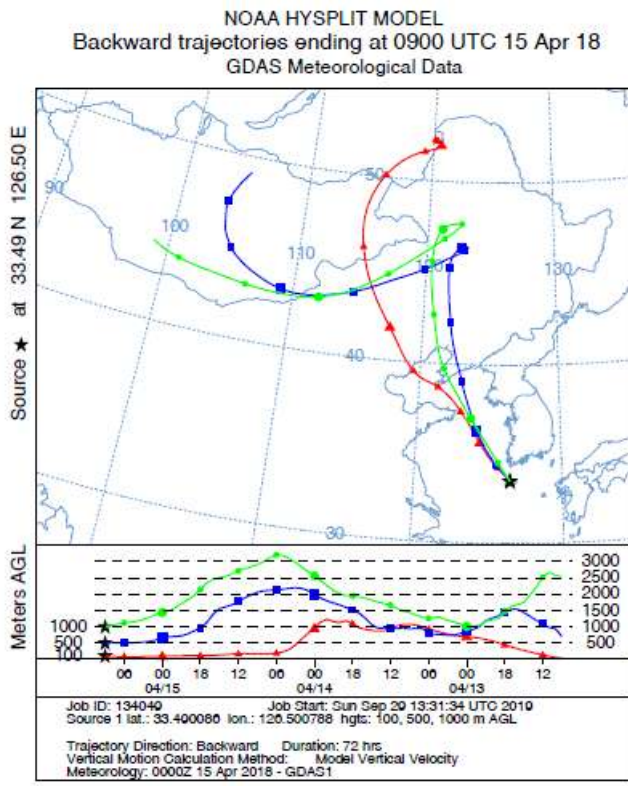 NOAA HYSPLIT MODEL
Backward trajectories ending at 0900 UTC 15 Apr 18
GDAS Meteorological Data
Source ★ at 33.49 N 126.50 E
90
100
110
50
130
40
30
Meters AGL
3000
2500
2000
1500
1000
500
1000
500
100
06 00 18 12 06 00 18 12 06 00 18 12
04/15 04/14 04/13
Job ID: 134049 Job Start: Sun Sep 29 13:31:34 UTC 2019
Source 1 lat.: 33.490086 lon.: 126.500788 hgts: 100, 500, 1000 m AGL
Trajectory Direction: Backward Duration: 72 hrs
Vertical Motion Calculation Method: Model Vertical Velocity
Meteorology: 0000Z 15 Apr 2018 - GDAS1